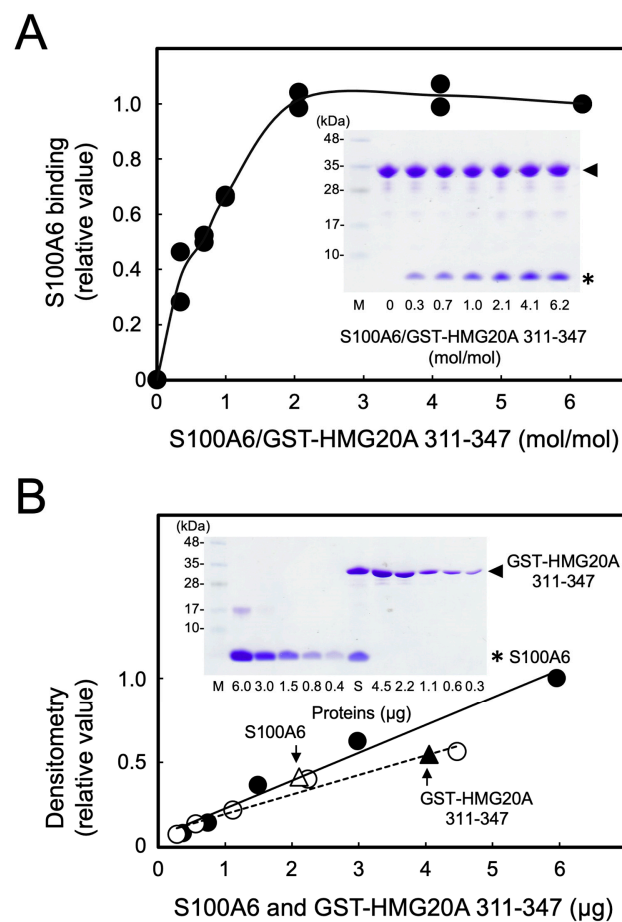 A
1.0
0.8
0.6
0.4
0.2
0
S100A6 binding
(relative value)
(kDa)
48-
35-
28-
17-
10-
*
M 0 0.3 0.7 1.0 2.1 4.1 6.2
S100A6/GST-HMG20A 311-347
(mol/mol)
0 1 2 3 4 5 6
S100A6/GST-HMG20A 311-347 (mol/mol)
B
(kDa)
48-
35-
28-
17-
10-
GST-HMG20A
311-347
* S100A6
M 6.0 3.0 1.5 0.8 0.4 S 4.5 2.2 1.1 0.6 0.3
Proteins (µg)
1.0
0.5
0
Densitometry
(relative value)
S100A6
GST-HMG20A
311-347
0 1 2 3 4 5 6
S100A6 and GST-HMG20A 311-347 (µg)